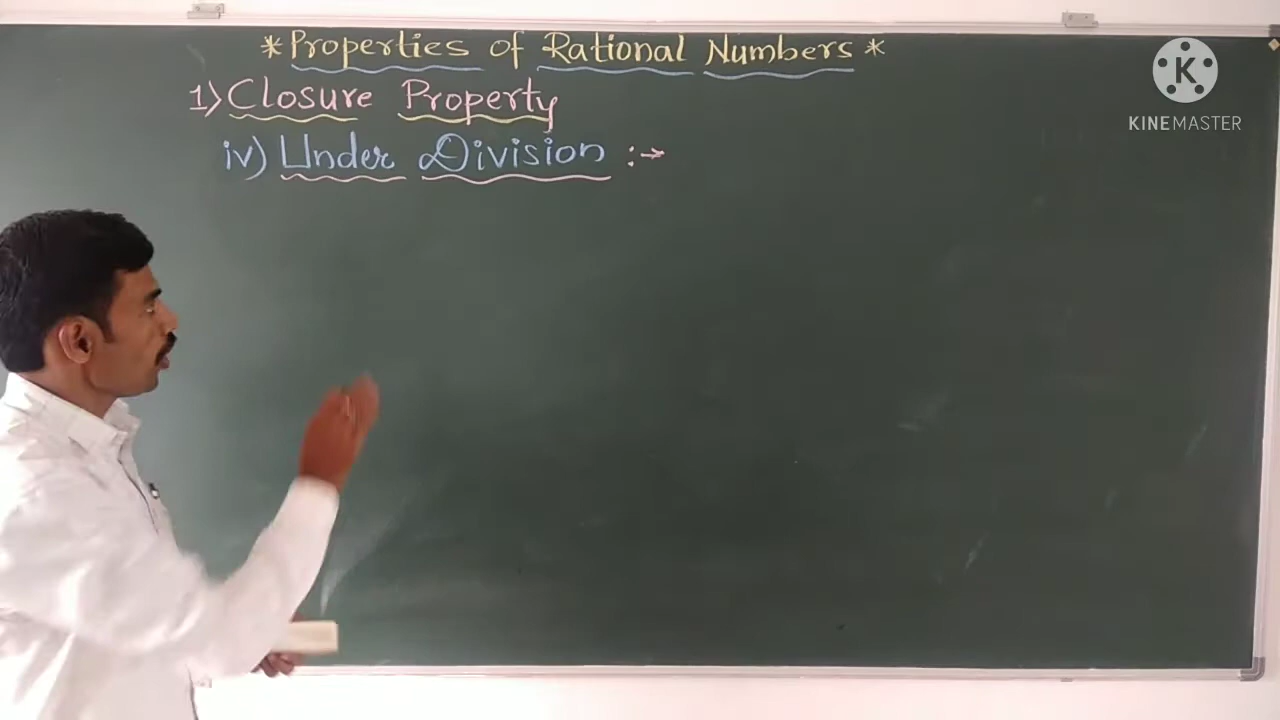 * Properties of Rational Numbers *
1) Closure Property
iv) Under Division :→
K
KINEMASTER